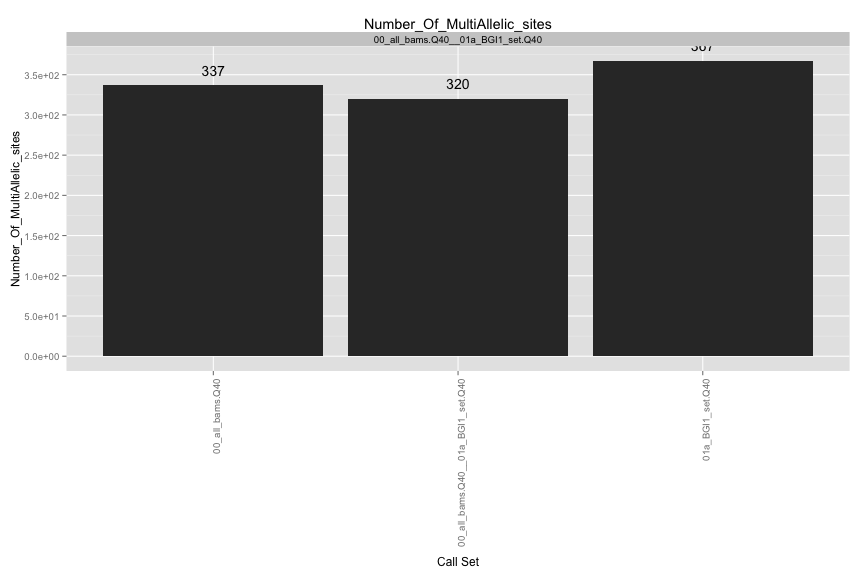 Number_Of_MultiAllelic_sites
00_all_bams.Q40__01a_BGI1_set.Q40
337
320
367
3.5e+02
3.0e+02
2.5e+02
2.0e+02
1.5e+02
1.0e+02
5.0e+01
0.0e+00
Number_Of_MultiAllelic_sites
00_all_bams.Q40
00_all_bams.Q40__01a_BGI1_set.Q40
01a_BGI1_set.Q40
Call Set